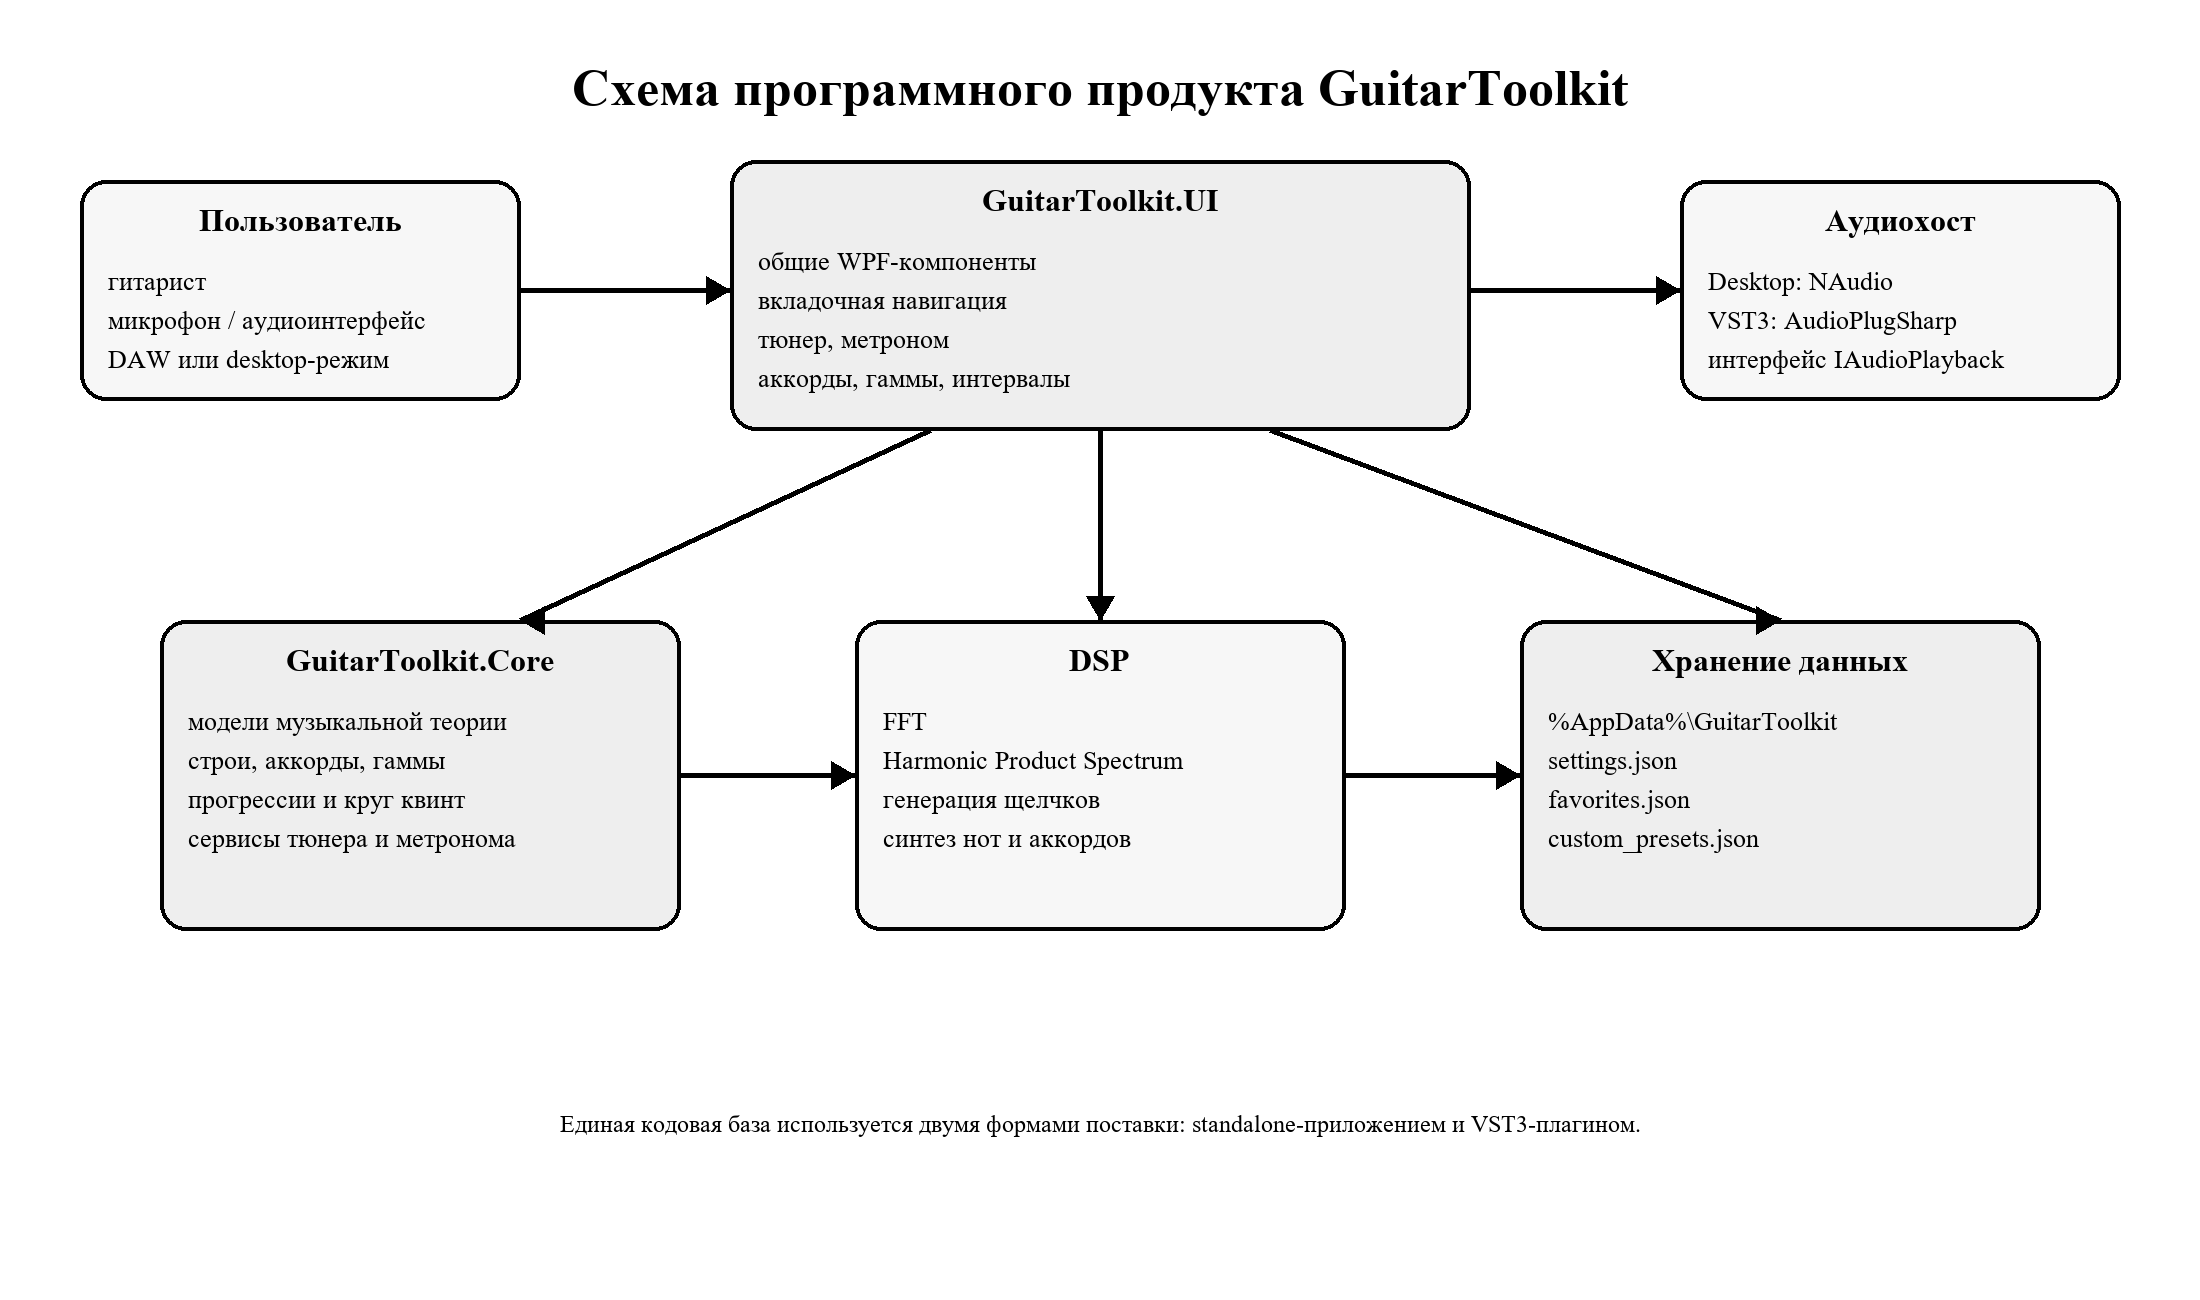 Схема программного продукта GuitarToolkit
Пользователь
гитарист
микрофон / аудиоинтерфейс
DAW или desktop-режим
GuitarToolkit.UI
общие WPF-компоненты
вкладочная навигация
тюнер, метроном
аккорды, гаммы, интервалы
Аудиохост
Desktop: NAudio
VST3: AudioPlugSharp
интерфейс IAudioPlayback
GuitarToolkit.Core
модели музыкальной теории
строи, аккорды, гаммы
прогрессии и круг квинт
сервисы тюнера и метронома
DSP
FFT
Harmonic Product Spectrum
генерация щелчков
синтез нот и аккордов
Хранение данных
%AppData%\GuitarToolkit
settings.json
favorites.json
custom_presets.json
Единая кодовая база используется двумя формами поставки: standalone-приложением и VST3-плагином.